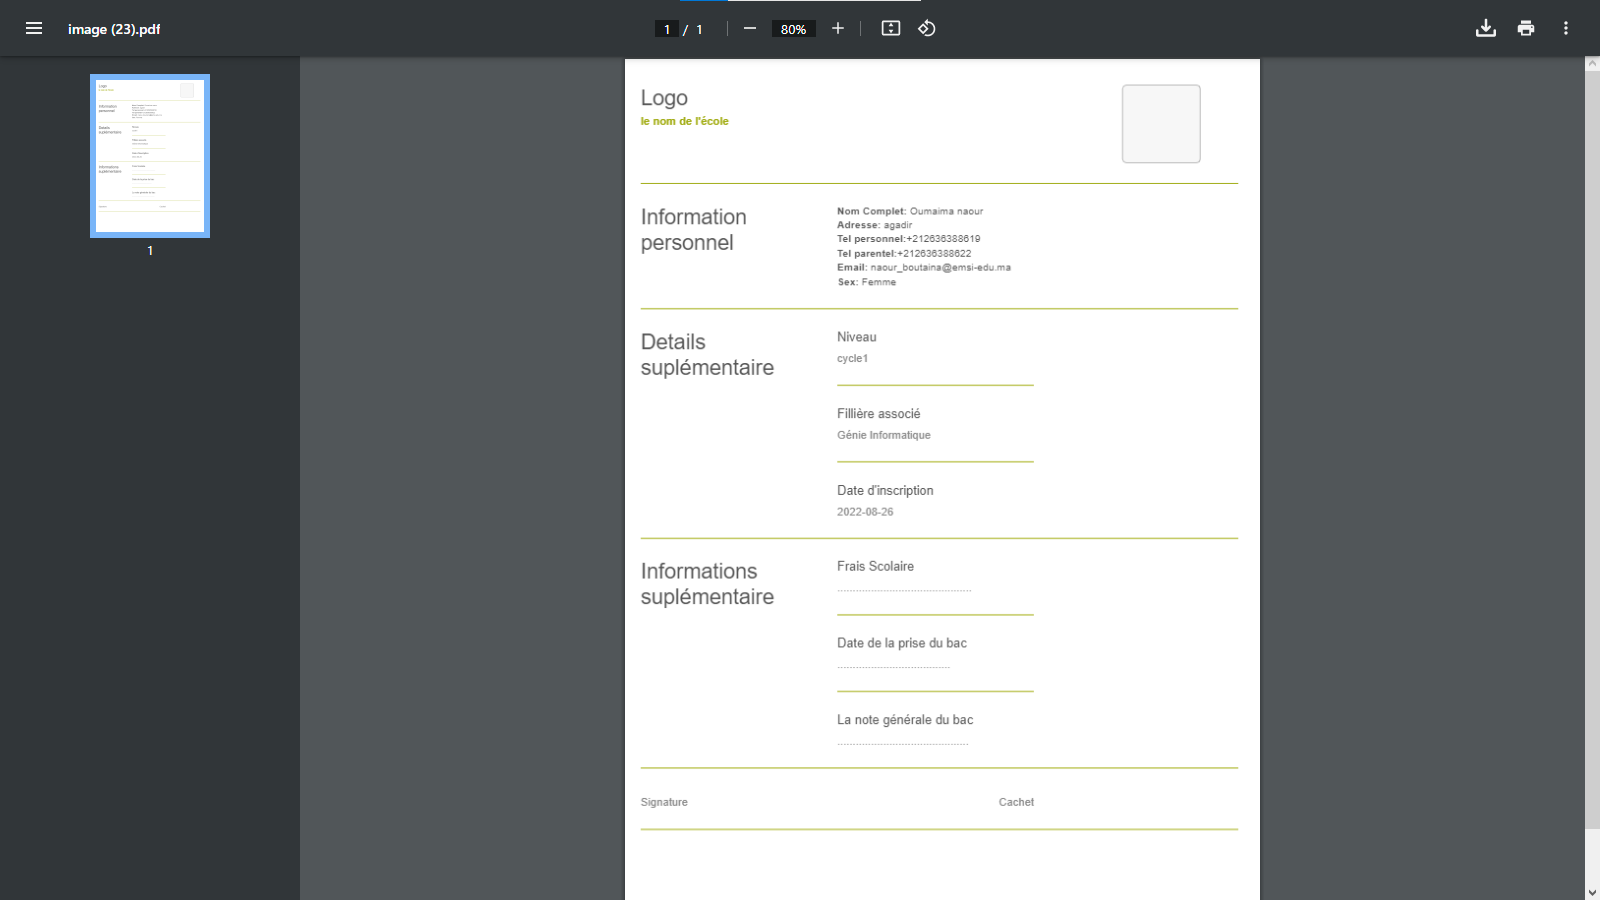 image (23).pdf
1 / 1
80%
1
Logo
le nom de l'école
Information
personnel
Nom Complet: Oumaima naour
Adresse: agadir
Tel personnel:+212636388619
Tel parentel:+212636388622
Email: naour_boutaina@emsi-edu.ma
Sex: Femme
Details
suplémentaire
Niveau
cycle1
Fillière associé
Génie Informatique
Date d'inscription
2022-08-26
Informations
suplémentaire
Frais Scolaire
Date de la prise du bac
La note générale du bac
Signature
Cachet